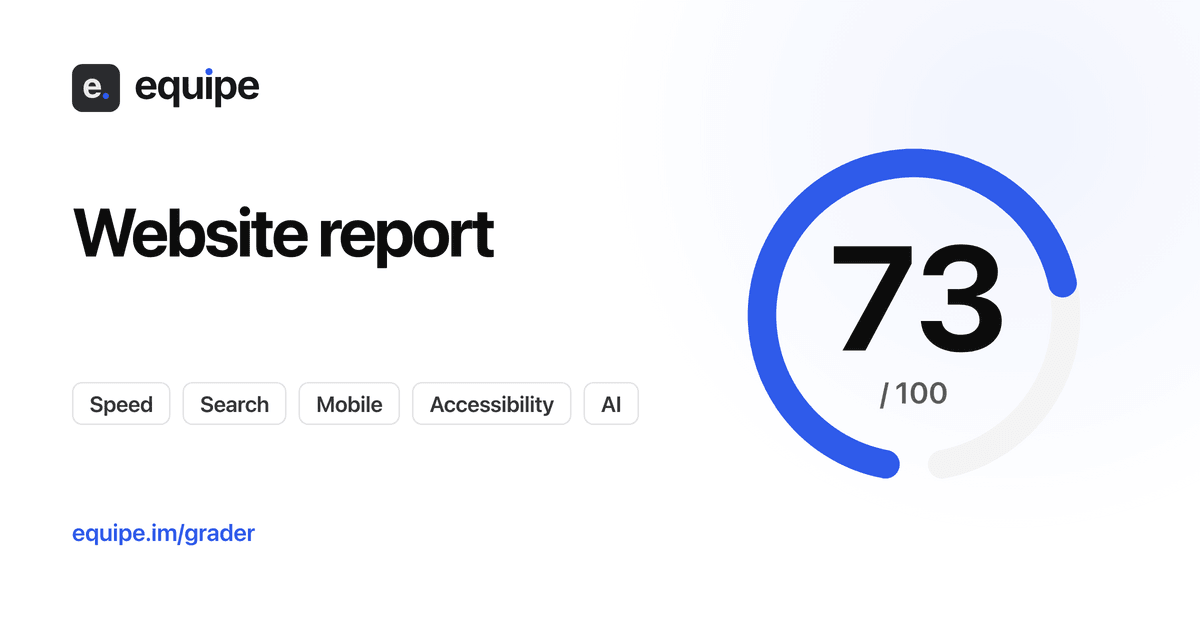 e. equipe
Website report
73
/ 100
Speed Search Mobile Accessibility AI
equipe.im/grader